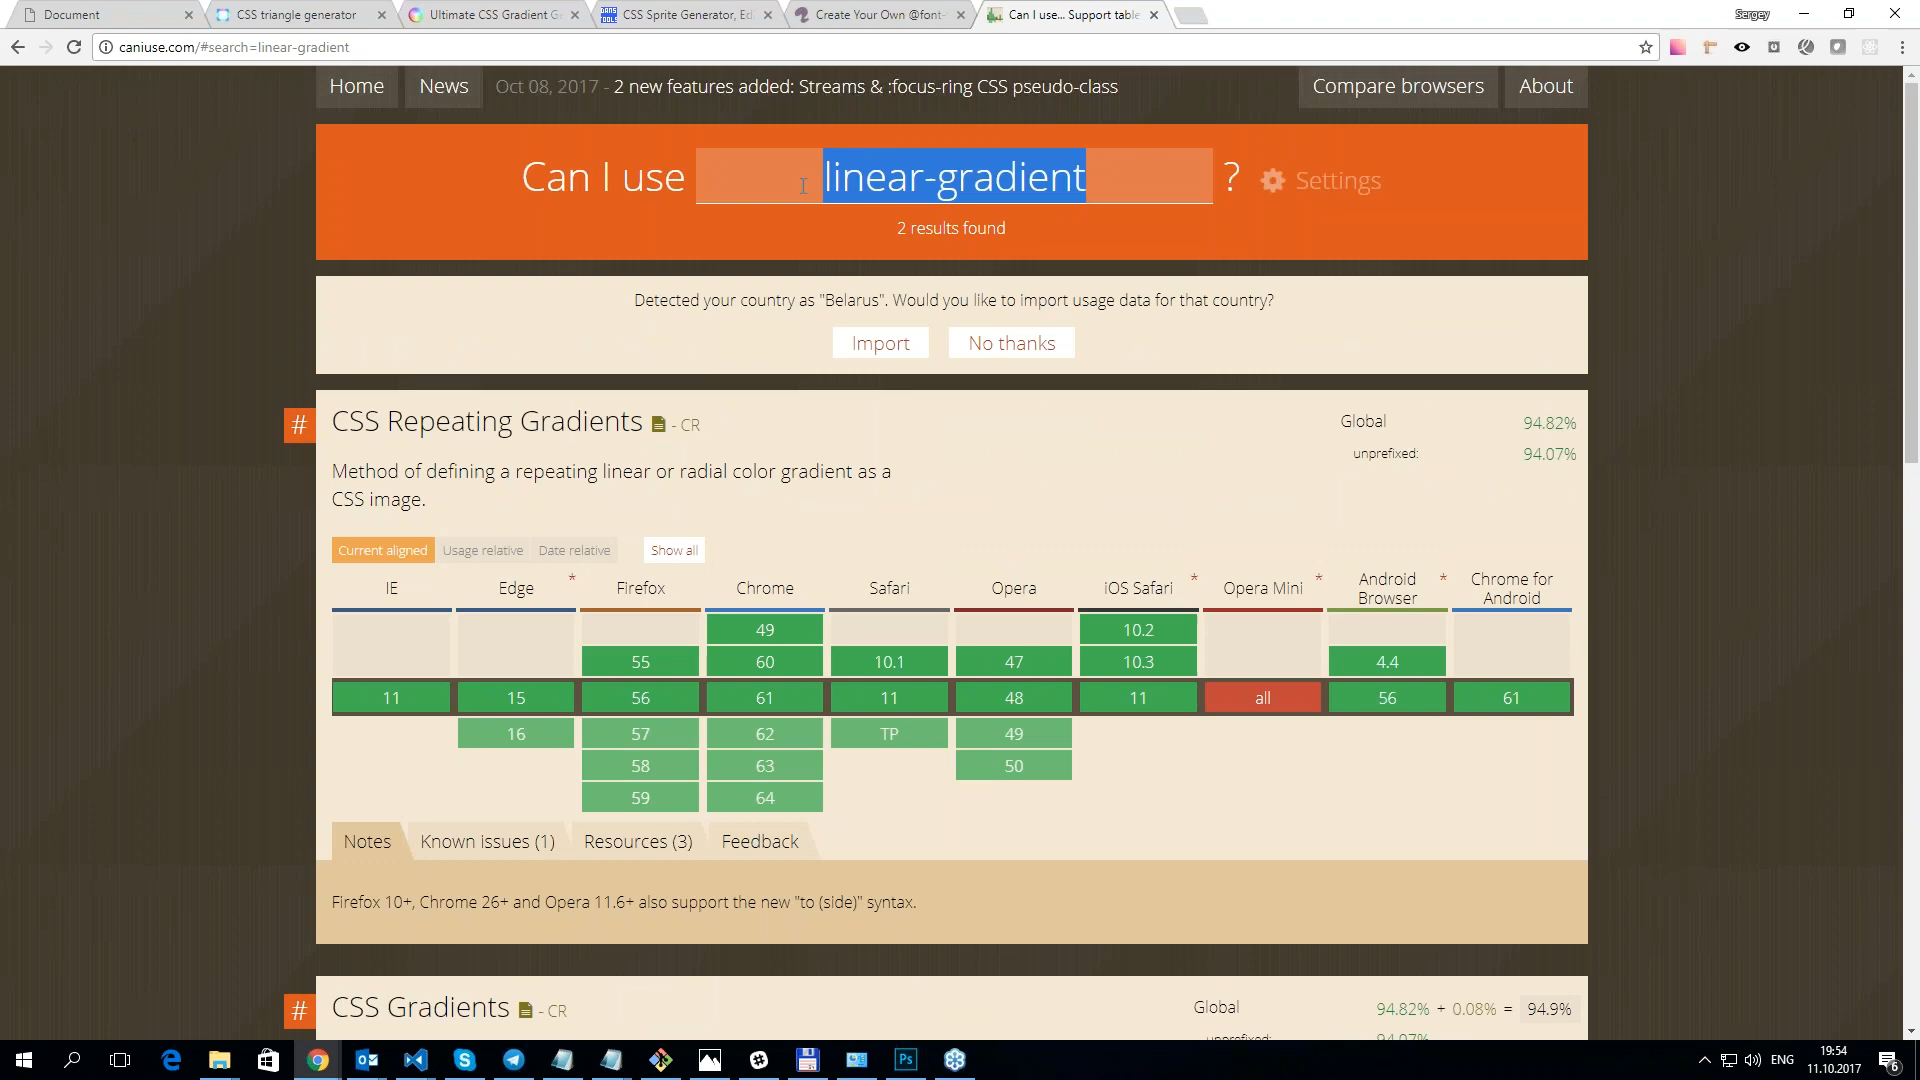 Document
CSS triangle generator
Ultimate CSS Gradient G
CSS Sprite Generator, Ed
Create Your Own @font-
Can I use... Support table
Sergey
caniuse.com/#search=linear-gradient
Home
News
Oct 08, 2017 - 2 new features added: Streams & :focus-ring CSS pseudo-class
Compare browsers
About
Can I use linear-gradient ?
Settings
2 results found
Detected your country as "Belarus". Would you like to import usage data for that country?
Import
No thanks
#
CSS Repeating Gradients - CR
Global 94.82%
unprefixed: 94.07%
Method of defining a repeating linear or radial color gradient as a
CSS image.
Current aligned Usage relative Date relative Show all
IE Edge * Firefox Chrome Safari Opera iOS Safari * Opera Mini * Android Browser * Chrome for Android
49 10.2
55 60 10.1 47 10.3 4.4
11 15 56 61 11 48 11 all 56 61
16 57 62 TP 49
58 63 50
59 64
Notes Known issues (1) Resources (3) Feedback
Firefox 10+, Chrome 26+ and Opera 11.6+ also support the new "to (side)" syntax.
#
CSS Gradients - CR
Global 94.82% + 0.08% = 94.9%
unprefixed: 94.07%
ENG
19:54
11.10.2017
6